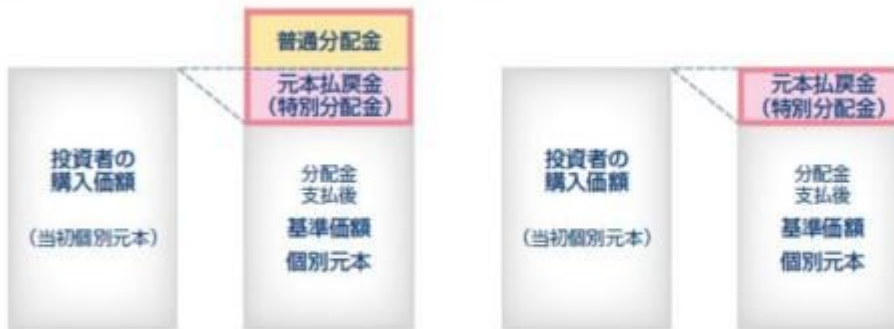 普通分配金
元本払戻金
(特別分配金)
投資者の
購入価額
(当初個別元本)
分配金
支払後
基準価額
個別元本
元本払戻金
(特別分配金)
投資者の
購入価額
(当初個別元本)
分配金
支払後
基準価額
個別元本